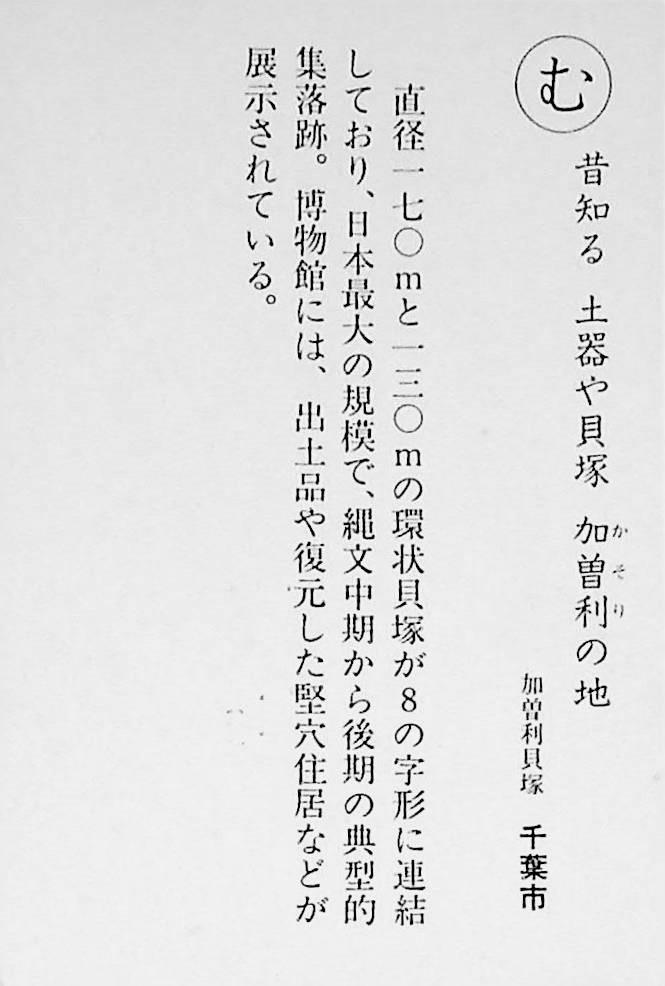 む
昔知る 土器や貝塚 加曽利の地
かそり
加曽利貝塚 千葉市
直径一七〇mと一三〇mの環状貝塚が8の字形に連結
しており、日本最大の規模で、縄文中期から後期の典型的
集落跡。博物館には、出土品や復元した堅穴住居などが
展示されている。